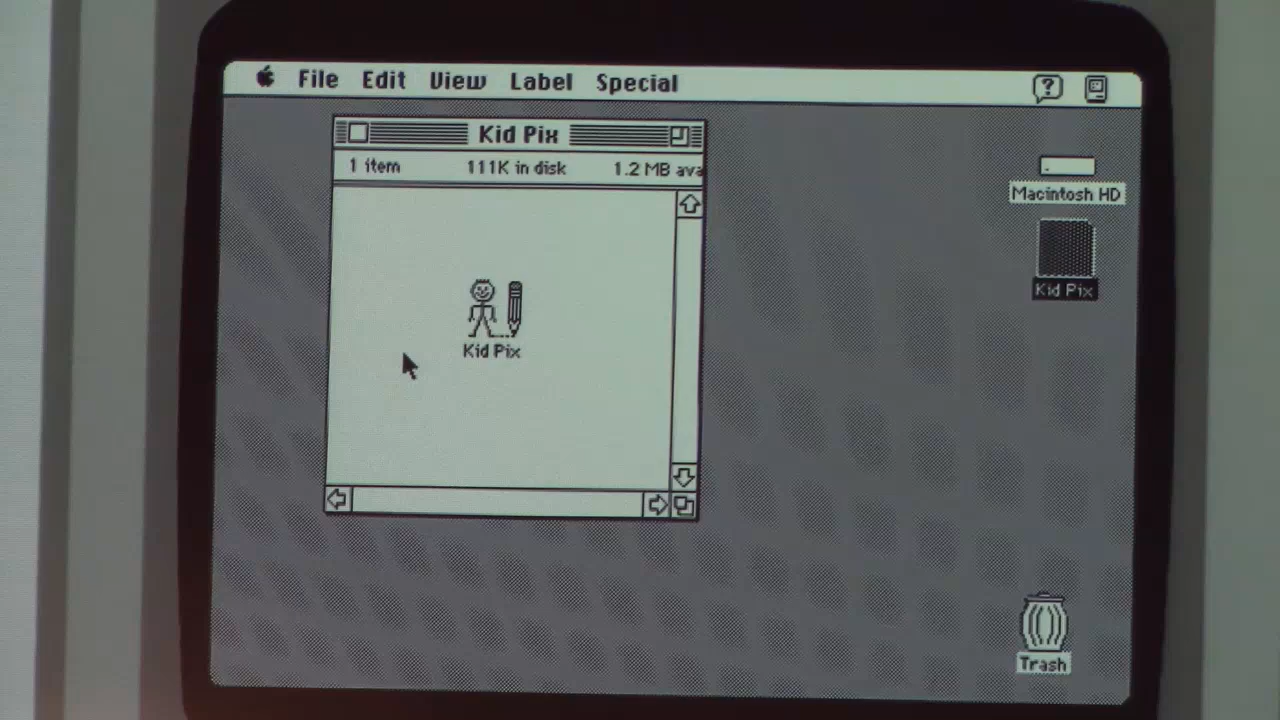 File Edit View Label Special
Kid Pix
1 item 111K in disk 1.2 MB ava
Macintosh HD
Kid Pix
Kid Pix
Trash